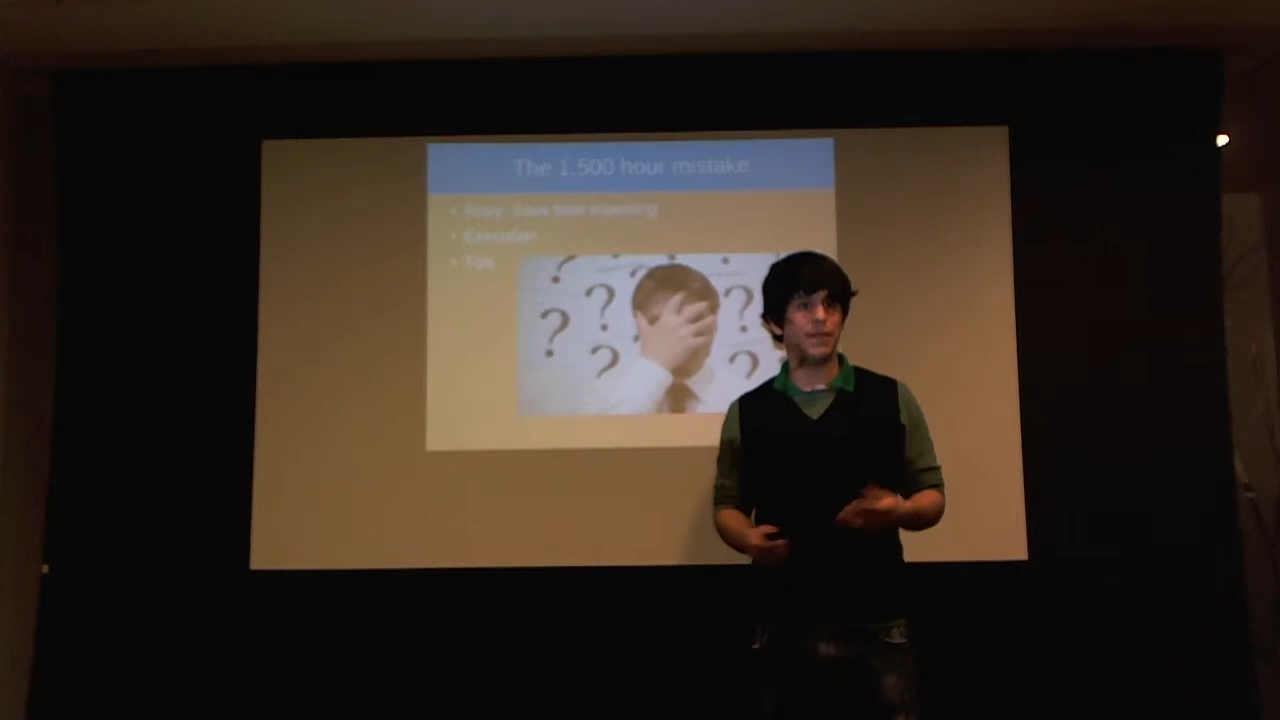 The 1.500 hour mistake
• Story: Save time importing
• Execution
• Tips
? ? ? ? ? ?